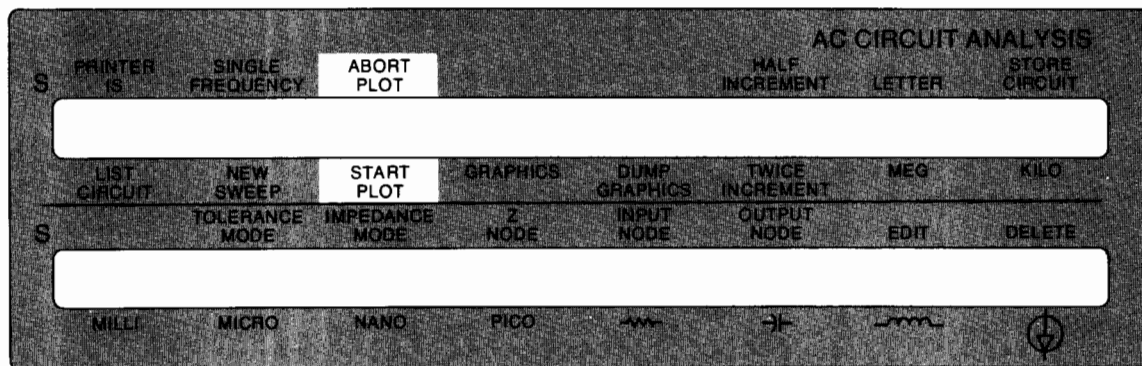 AC CIRCUIT ANALYSIS
S PRINTER IS SINGLE FREQUENCY ABORT PLOT HALF INCREMENT LETTER STORE CIRCUIT
LIST CIRCUIT NEW SWEEP START PLOT GRAPHICS DUMP GRAPHICS TWICE INCREMENT MEG KILO
S TOLERANCE MODE IMPEDANCE MODE Z NODE INPUT NODE OUTPUT NODE EDIT DELETE
MILLI MICRO NANO PICO